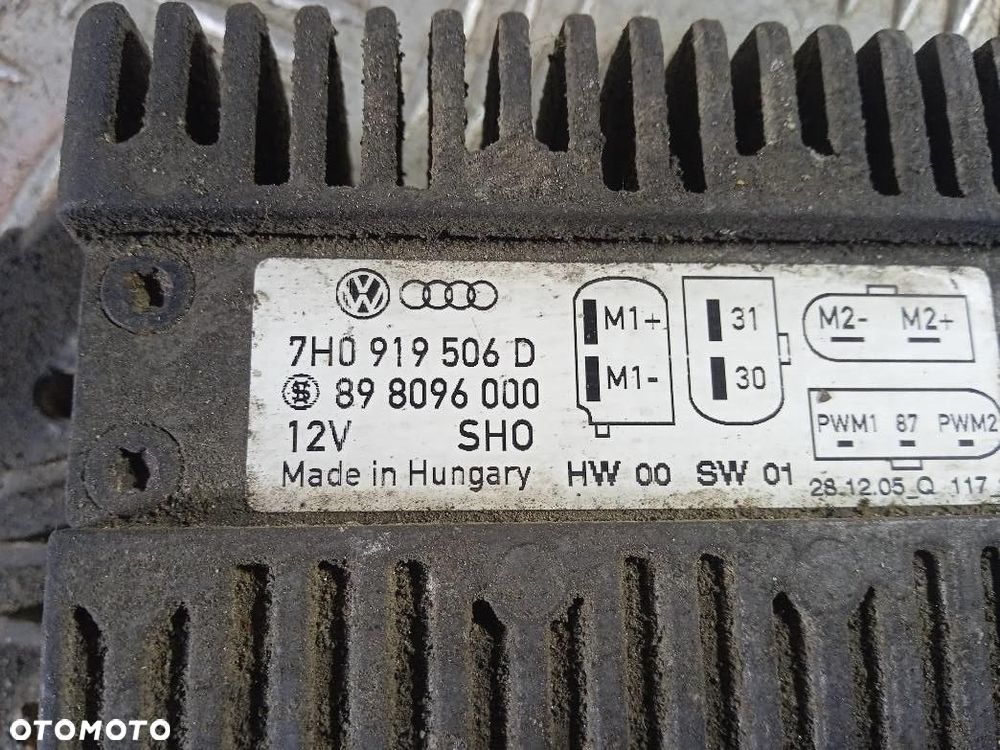 7H0 919 506 D
89 8096 000
12V SHO
Made in Hungary
M1+
M1-
31
30
M2- M2+
PWM1 87 PWM2
HW 00 SW 01
28.12.05_Q 117
OTOMOTO